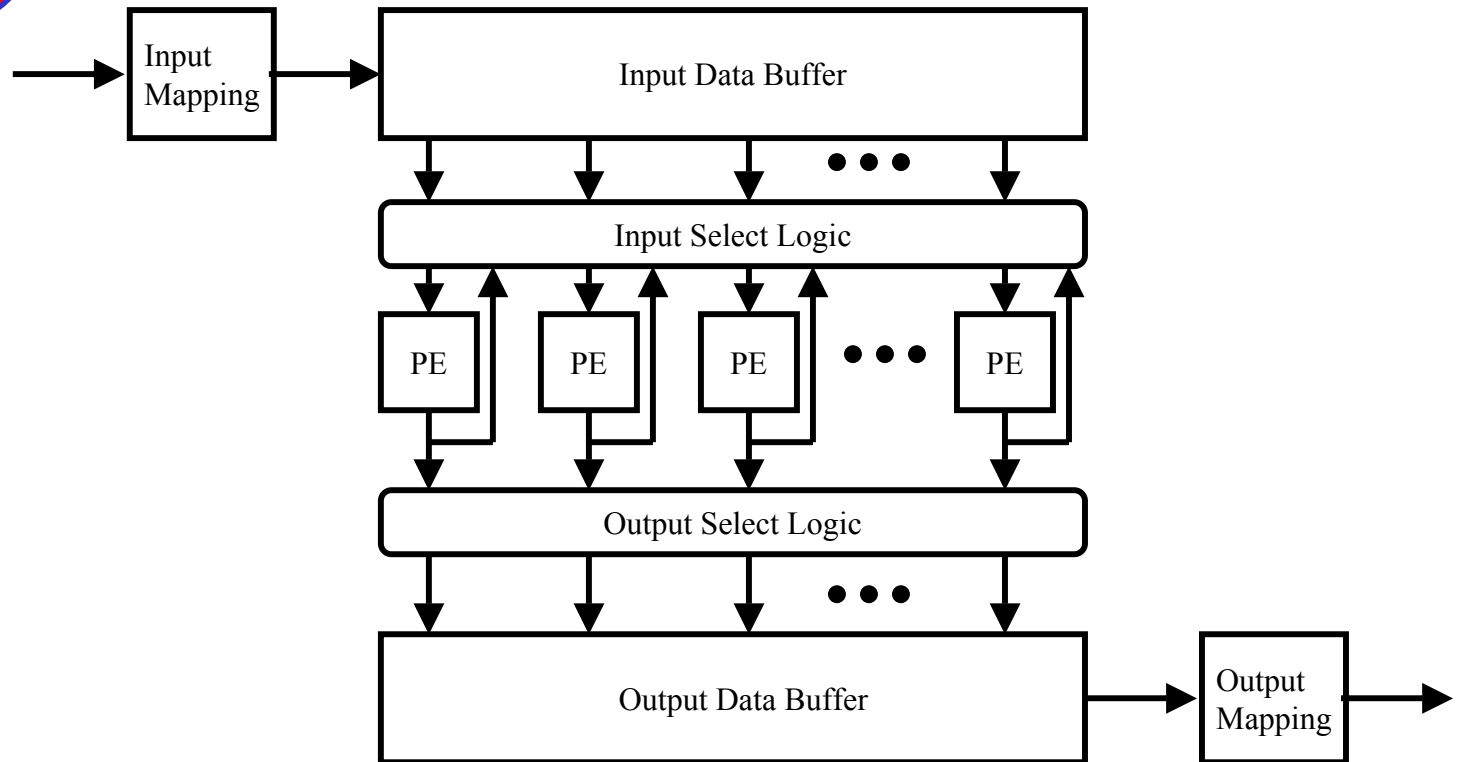 Input
Mapping
Input Data Buffer
Input Select Logic
PE
PE
PE
PE
Output Select Logic
Output Data Buffer
Output
Mapping